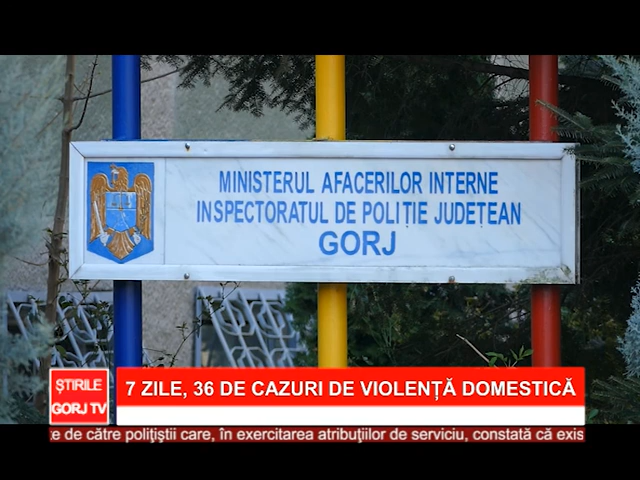 MINISTERUL AFACERILOR INTERNE
INSPECTORATUL DE POLIȚIE JUDEȚEAN
GORJ
ȘTIRILE
GORJ TV
7 ZILE, 36 DE CAZURI DE VIOLENȚĂ DOMESTICĂ
te de către poliţiştii care, în exercitarea atribuţiilor de serviciu, constată că exis